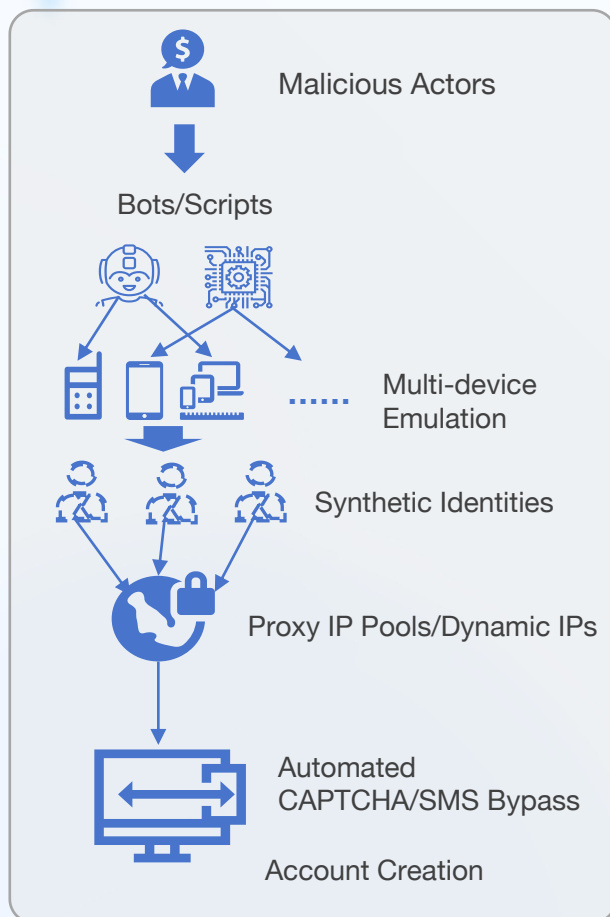 $
Malicious Actors
Bots/Scripts
Multi-device
Emulation
Synthetic Identities
Proxy IP Pools/Dynamic IPs
Automated
CAPTCHA/SMS Bypass
Account Creation